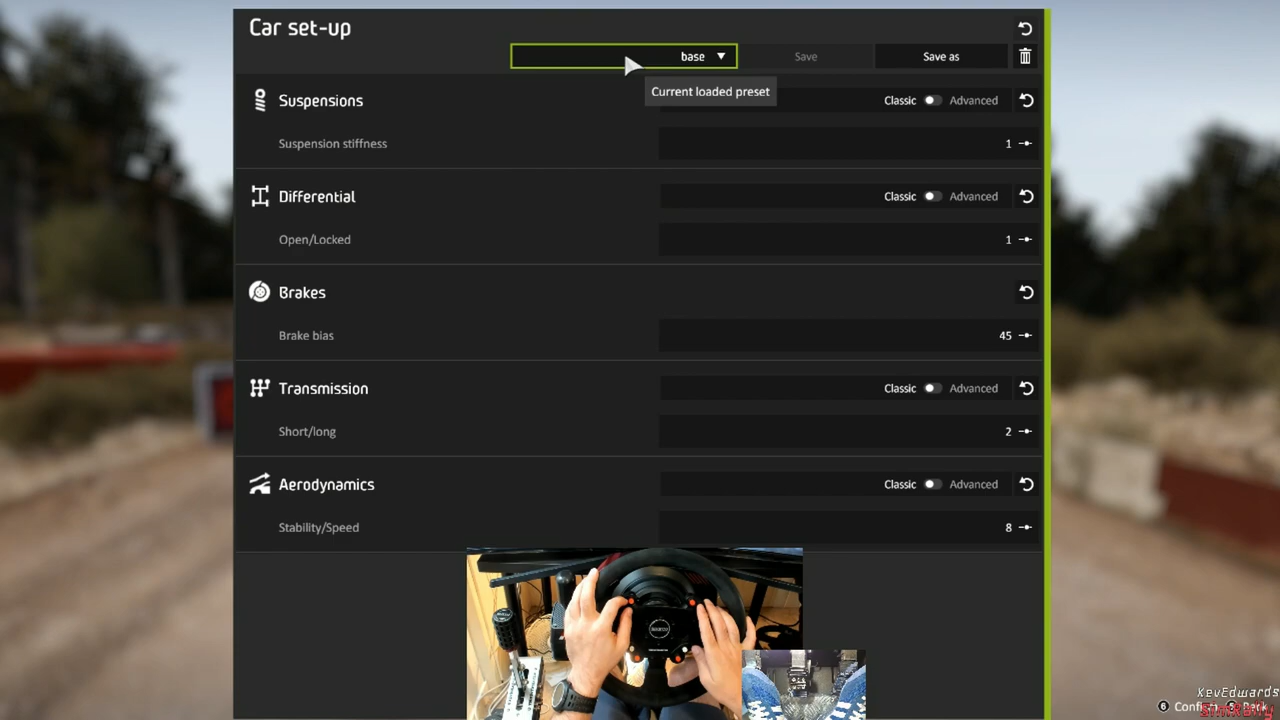 Car set-up
base
Save
Save as
Current loaded preset
Suspensions
Classic
Advanced
Suspension stiffness
1
Differential
Classic
Advanced
Open/Locked
1
Brakes
Brake bias
45
Transmission
Classic
Advanced
Short/long
2
Aerodynamics
Classic
Advanced
Stability/Speed
8
KevEdwards
SimRally